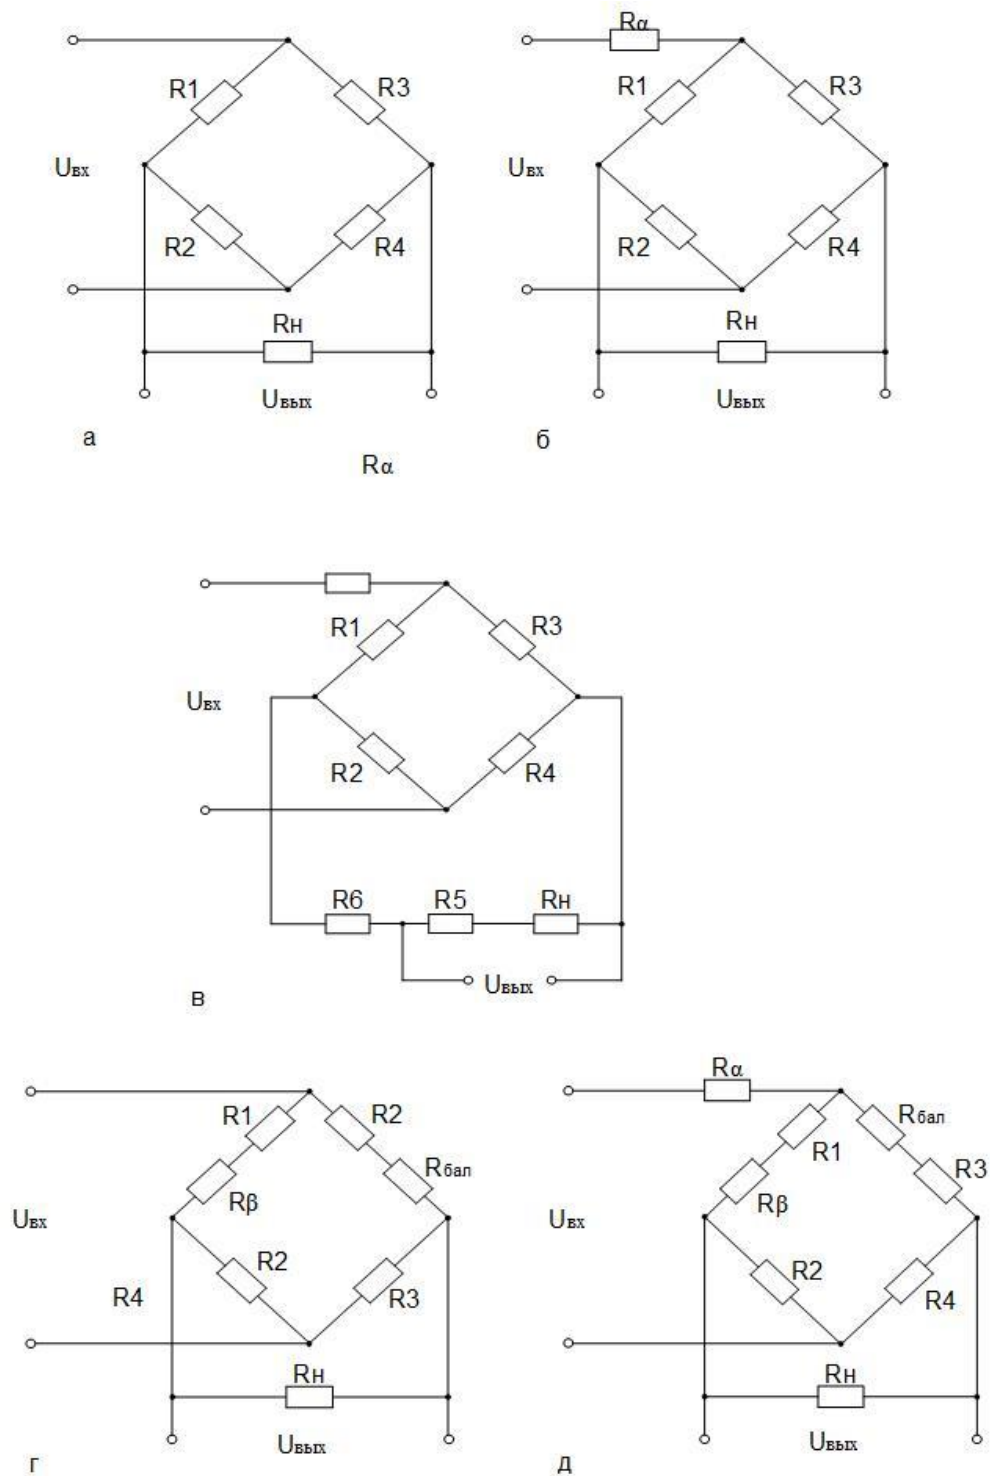 Rα
R1 R3 R1 R3
Uвх Uвх
R2 R4 R2 R4
Rн Rн
Uвых Uвых
а б
Rα
R1 R3
Uвх
R2 R4
R6 R5 Rн
Uвых
в
Rα
R1 R2 Rбал
R1 R3
Rβ Rбал Rβ
Uвх Uвх
R2 R2
R4 R3 R4
Rн Rн
Uвых Uвых
г д